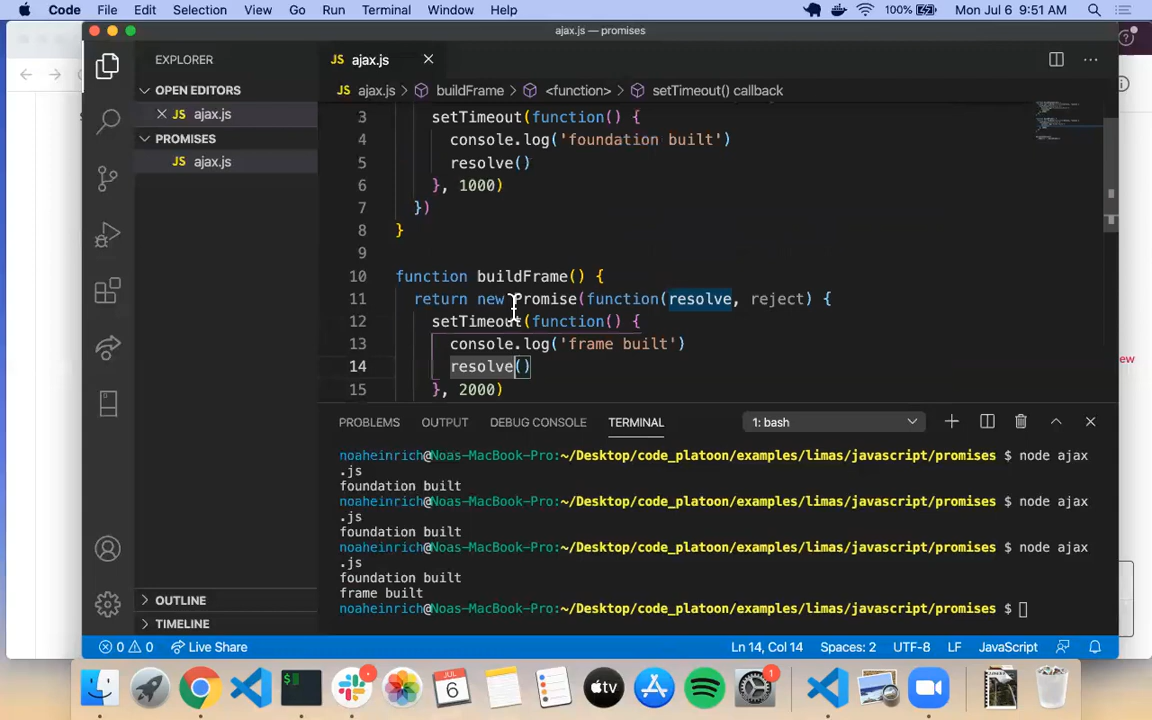 Code File Edit Selection View Go Run Terminal Window Help 100% Mon Jul 6 9:51 AM
ajax.js — promises
EXPLORER
JS ajax.js
OPEN EDITORS
JS ajax.js > buildFrame > <function> > setTimeout() callback
JS ajax.js
PROMISES
JS ajax.js
3 setTimeout(function() {
4 console.log('foundation built')
5 resolve()
6 }, 1000)
7 })
8 }
9
10 function buildFrame() {
11 return new Promise(function(resolve, reject) {
12 setTimeout(function() {
13 console.log('frame built')
14 resolve()
15 }, 2000)
ew
PROBLEMS OUTPUT DEBUG CONSOLE TERMINAL 1: bash
noaheinrich@Noas-MacBook-Pro:~/Desktop/code_platoon/examples/limas/javascript/promises $ node ajax
.js
foundation built
noaheinrich@Noas-MacBook-Pro:~/Desktop/code_platoon/examples/limas/javascript/promises $ node ajax
.js
foundation built
noaheinrich@Noas-MacBook-Pro:~/Desktop/code_platoon/examples/limas/javascript/promises $ node ajax
.js
foundation built
frame built
noaheinrich@Noas-MacBook-Pro:~/Desktop/code_platoon/examples/limas/javascript/promises $
OUTLINE
TIMELINE
0 0 Live Share Ln 14, Col 14 Spaces: 2 UTF-8 LF JavaScript
6
tv
1